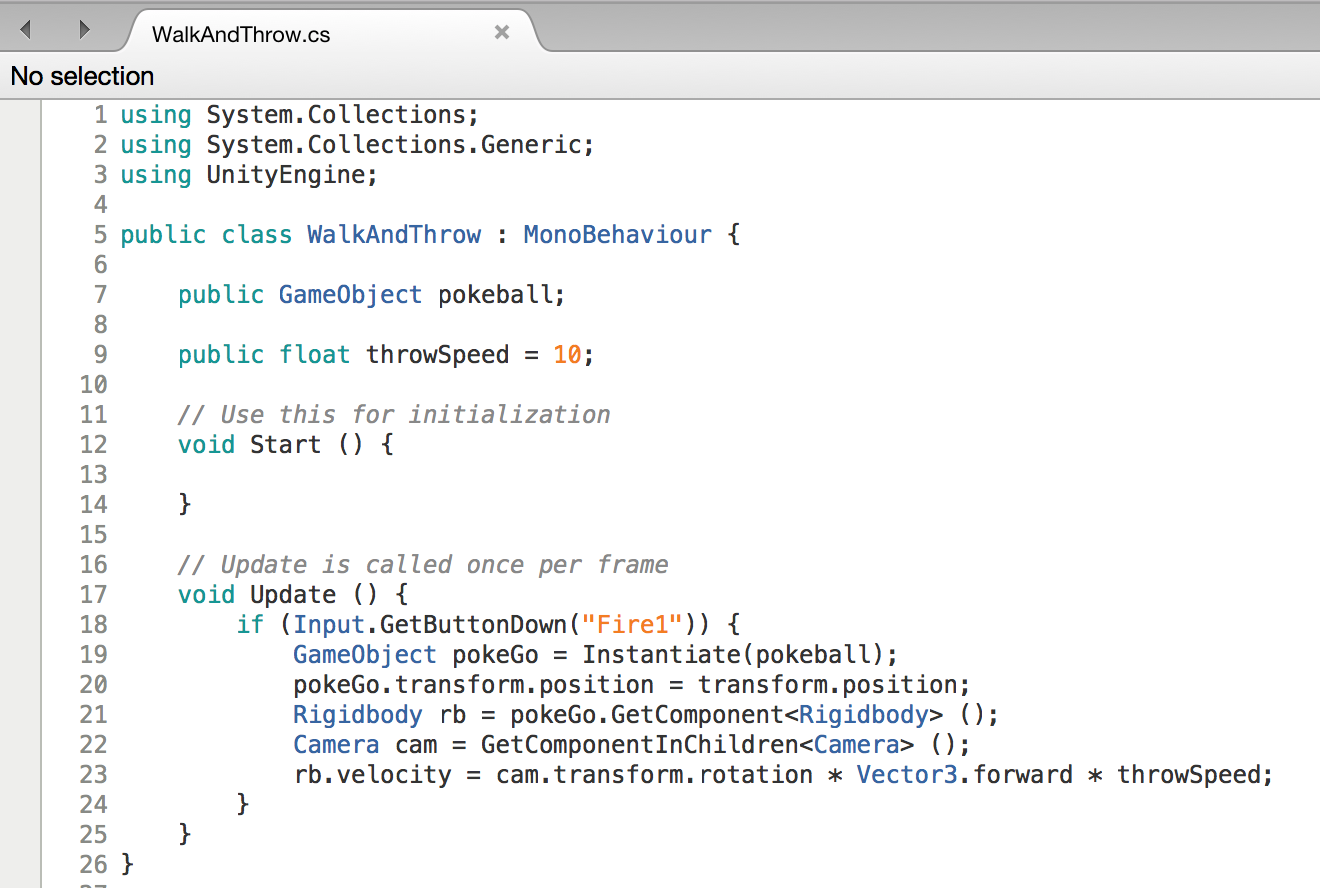 WalkAndThrow.cs
No selection
1 using System.Collections;
2 using System.Collections.Generic;
3 using UnityEngine;
4
5 public class WalkAndThrow : MonoBehaviour {
6
7     public GameObject pokeball;
8
9     public float throwSpeed = 10;
10
11     // Use this for initialization
12     void Start () {
13
14     }
15
16     // Update is called once per frame
17     void Update () {
18         if (Input.GetButtonDown("Fire1")) {
19             GameObject pokeGo = Instantiate(pokeball);
20             pokeGo.transform.position = transform.position;
21             Rigidbody rb = pokeGo.GetComponent<Rigidbody> ();
22             Camera cam = GetComponentInChildren<Camera> ();
23             rb.velocity = cam.transform.rotation * Vector3.forward * throwSpeed;
24         }
25     }
26 }
27